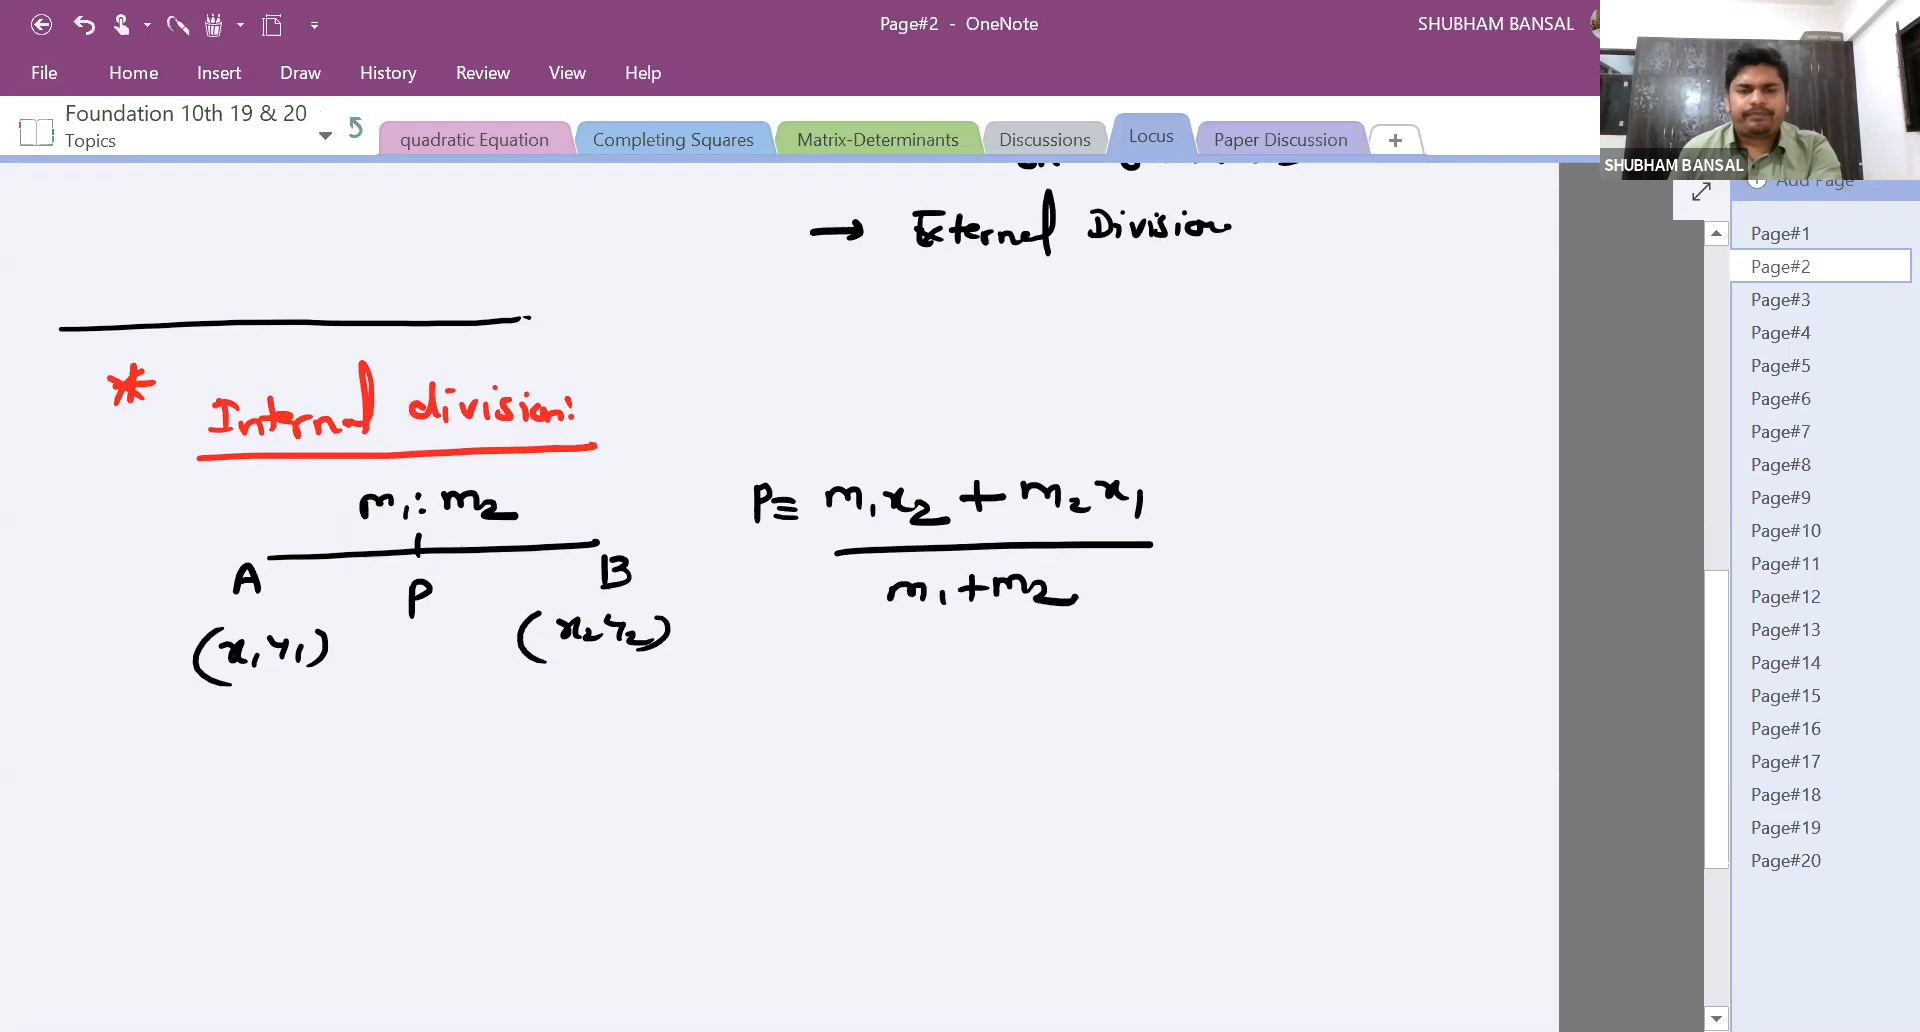 Page#2 - OneNote
SHUBHAM BANSAL
File Home Insert Draw History Review View Help
Foundation 10th 19 & 20
Topics
quadratic Equation
Completing Squares
Matrix-Determinants
Discussions
Locus
Paper Discussion
+
SHUBHAM BANSAL
Add Page
→ External Division
* Internal division:
m₁ : m₂
A P B
(x₁ y₁) (x₂ y₂)
P ≡ m₁x₂ + m₂x₁
m₁ + m₂
Page#1
Page#2
Page#3
Page#4
Page#5
Page#6
Page#7
Page#8
Page#9
Page#10
Page#11
Page#12
Page#13
Page#14
Page#15
Page#16
Page#17
Page#18
Page#19
Page#20